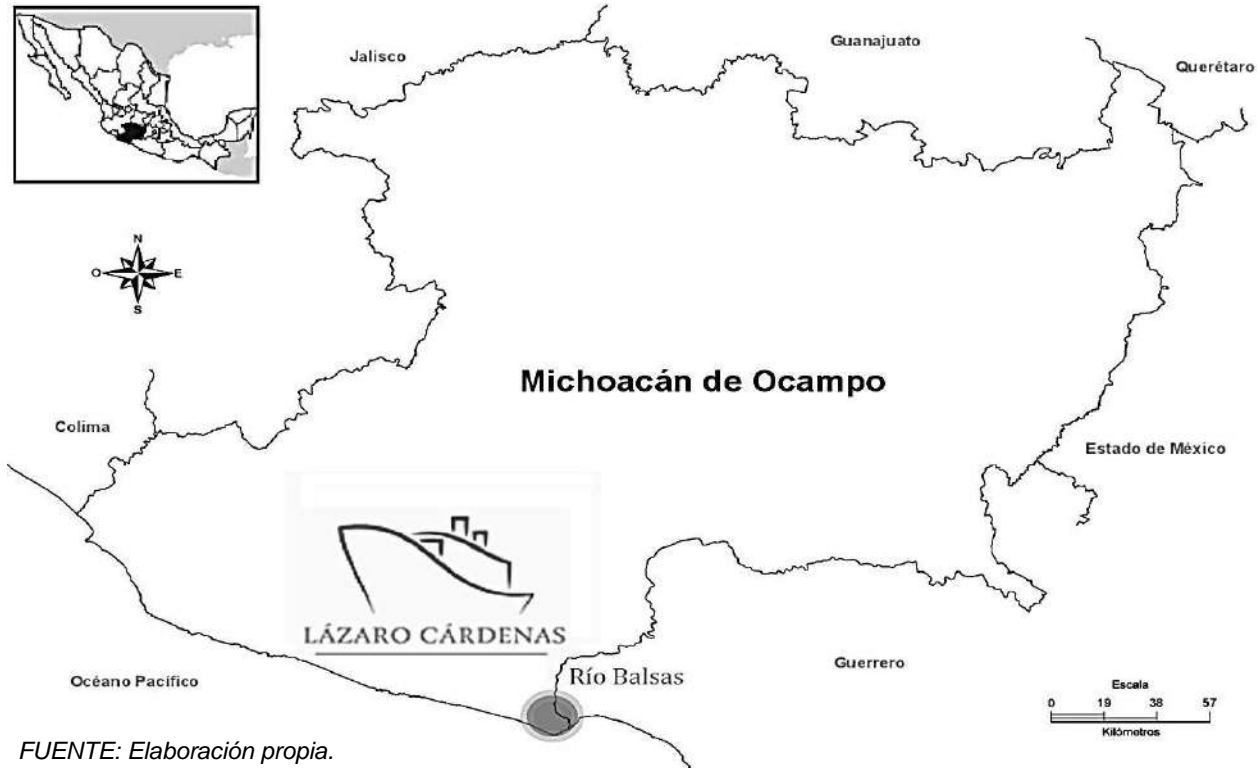 Jalisco
Guanajuato
Querétaro
N
O
E
S
Michoacán de Ocampo
Colima
Estado de México
LÁZARO CÁRDENAS
Río Balsas
Guerrero
Océano Pacífico
Escala
0 19 38 57
Kilómetros
FUENTE: Elaboración propia.